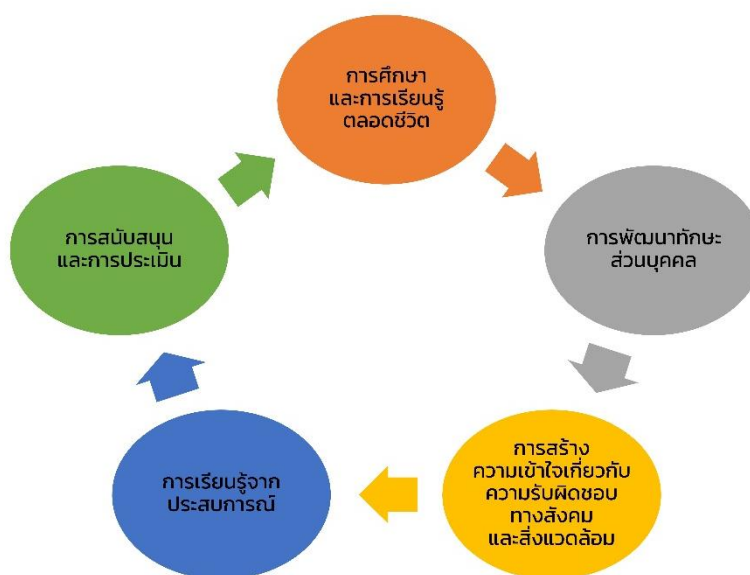 การศึกษา
และการเรียนรู้
ตลอดชีวิต
การพัฒนาทักษะ
ส่วนบุคคล
การสร้าง
ความเข้าใจเกี่ยวกับ
ความรับผิดชอบ
ทางสังคม
และสิ่งแวดล้อม
การเรียนรู้จาก
ประสบการณ์
การสนับสนุน
และการประเมิน